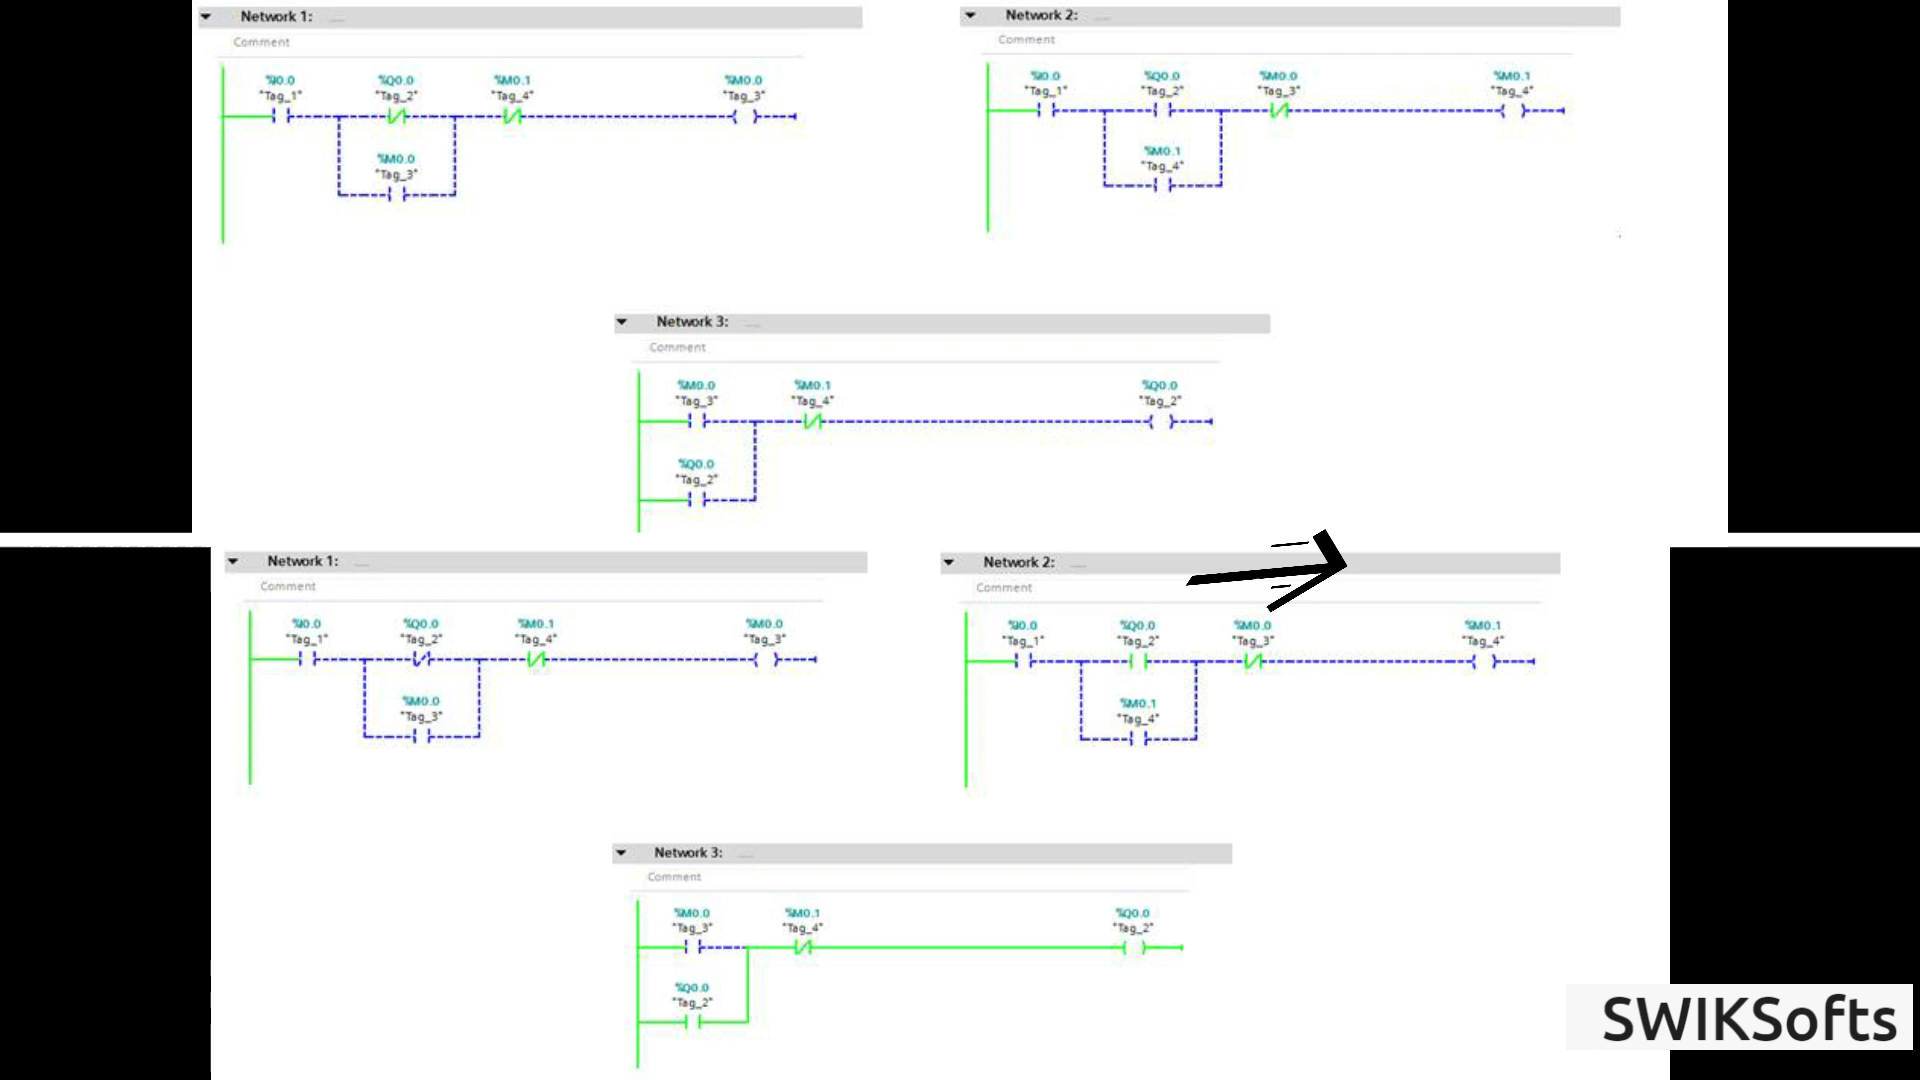 Network 1: ....
Comment
%I0.0 %Q0.0 %M0.1 %M0.0
"Tag_1" "Tag_2" "Tag_4" "Tag_3"
%M0.0
"Tag_3"
Network 2: ....
Comment
%I0.0 %Q0.0 %M0.0 %M0.1
"Tag_1" "Tag_2" "Tag_3" "Tag_4"
%M0.1
"Tag_4"
Network 3: ....
Comment
%M0.0 %M0.1 %Q0.0
"Tag_3" "Tag_4" "Tag_2"
%Q0.0
"Tag_2"
Network 1: ....
Comment
%I0.0 %Q0.0 %M0.1 %M0.0
"Tag_1" "Tag_2" "Tag_4" "Tag_3"
%M0.0
"Tag_3"
Network 2: ....
Comment
%I0.0 %Q0.0 %M0.0 %M0.1
"Tag_1" "Tag_2" "Tag_3" "Tag_4"
%M0.1
"Tag_4"
Network 3: ....
Comment
%M0.0 %M0.1 %Q0.0
"Tag_3" "Tag_4" "Tag_2"
%Q0.0
"Tag_2"
SWIKSofts